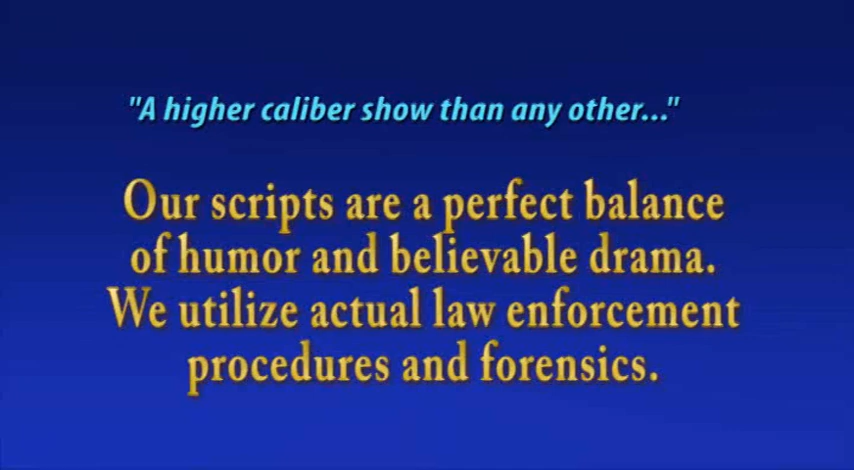 "A higher caliber show than any other..."
Our scripts are a perfect balance
of humor and believable drama.
We utilize actual law enforcement
procedures and forensics.